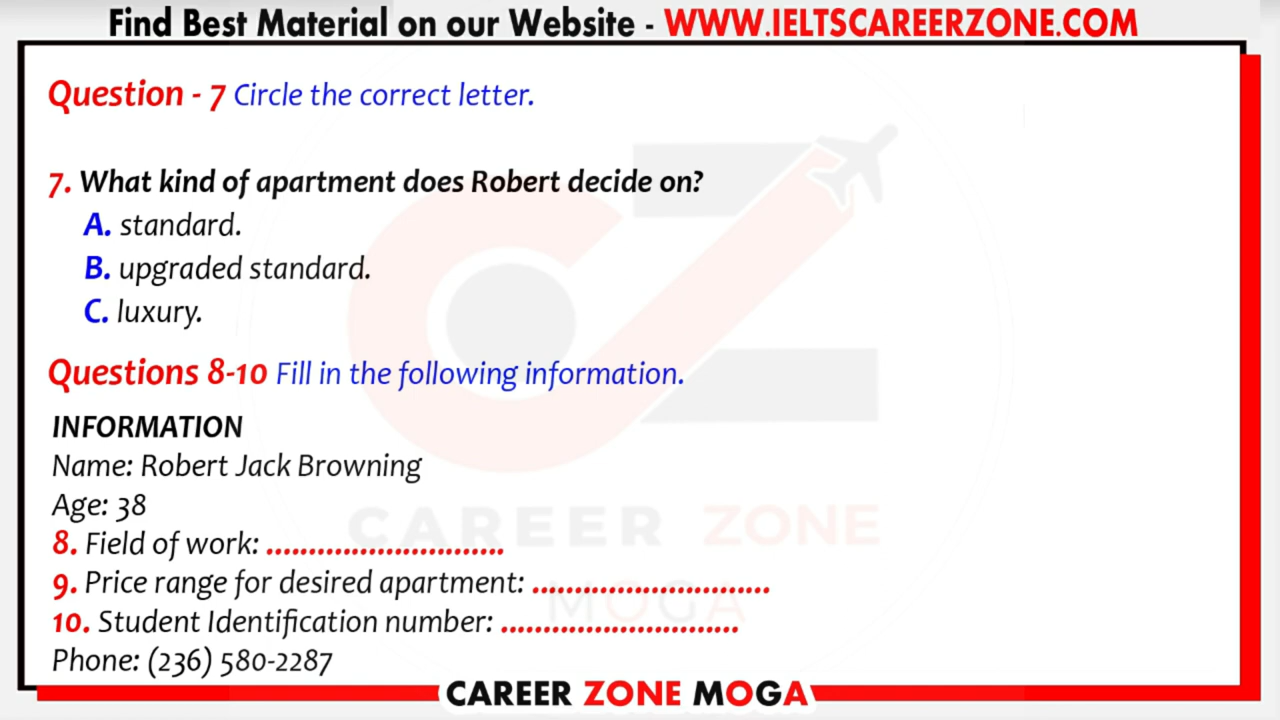 Find Best Material on our Website - WWW.IELTSCAREERZONE.COM
Question - 7 Circle the correct letter.
7. What kind of apartment does Robert decide on?
A. standard.
B. upgraded standard.
C. luxury.
Questions 8-10 Fill in the following information.
INFORMATION
Name: Robert Jack Browning
Age: 38
8. Field of work: ............................
9. Price range for desired apartment: ............................
10. Student Identification number: ............................
Phone: (236) 580-2287
CAREER ZONE
MOGA
CAREER ZONE MOGA